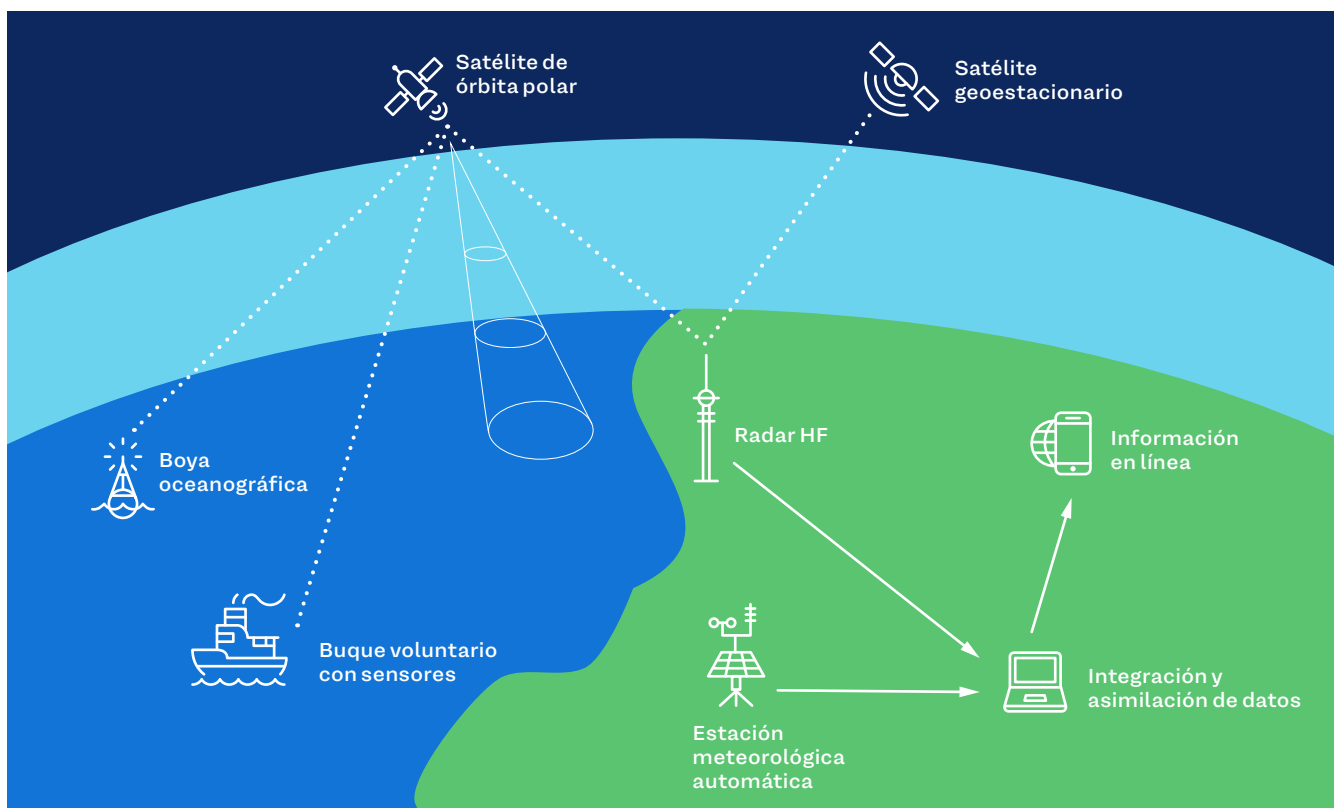 Satélite de
órbita polar
Satélite
geoestacionario
Radar HF
Información
en línea
Boya
oceanográfica
Buque voluntario
con sensores
Integración y
asimilación de datos
Estación
meteorológica
automática